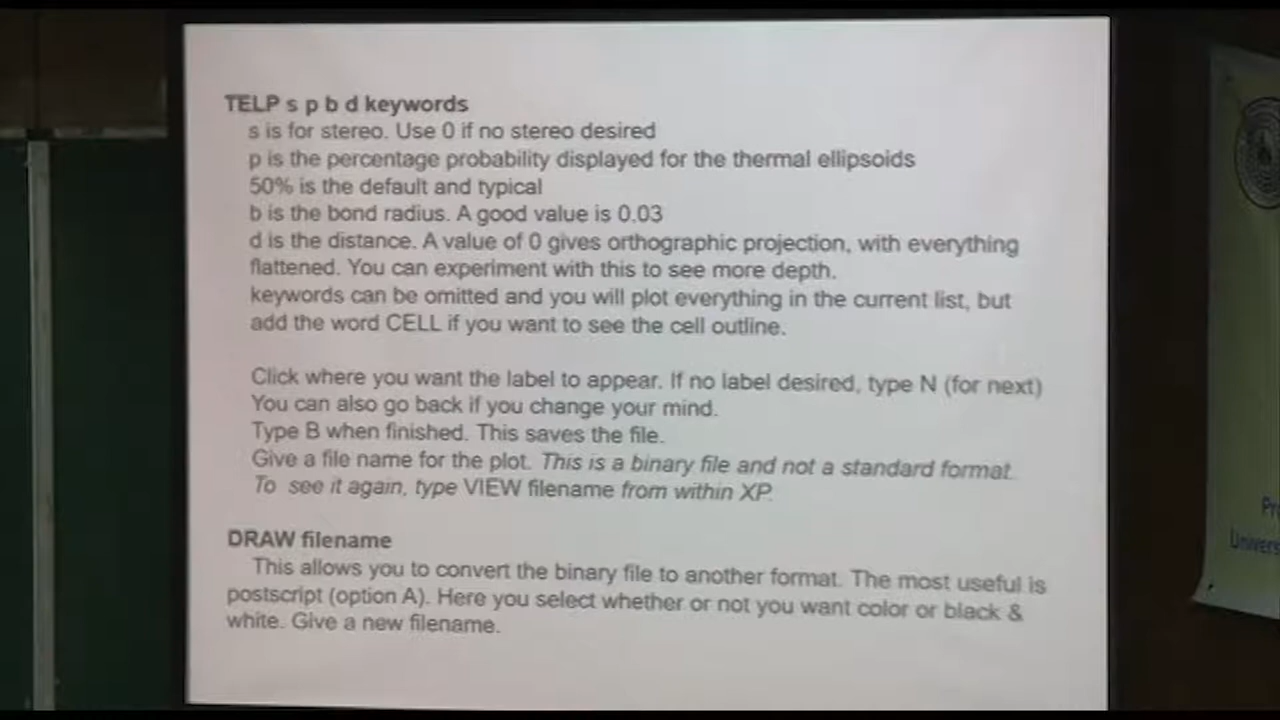 TELP s p b d keywords
s is for stereo. Use 0 if no stereo desired
p is the percentage probability displayed for the thermal ellipsoids
50% is the default and typical
b is the bond radius. A good value is 0.03
d is the distance. A value of 0 gives orthographic projection, with everything
flattened. You can experiment with this to see more depth.
keywords can be omitted and you will plot everything in the current list, but
add the word CELL if you want to see the cell outline.
Click where you want the label to appear. If no label desired, type N (for next)
You can also go back if you change your mind.
Type B when finished. This saves the file.
Give a file name for the plot. This is a binary file and not a standard format.
To see it again, type VIEW filename from within XP.
DRAW filename
This allows you to convert the binary file to another format. The most useful is
postscript (option A). Here you select whether or not you want color or black &
white. Give a new filename.